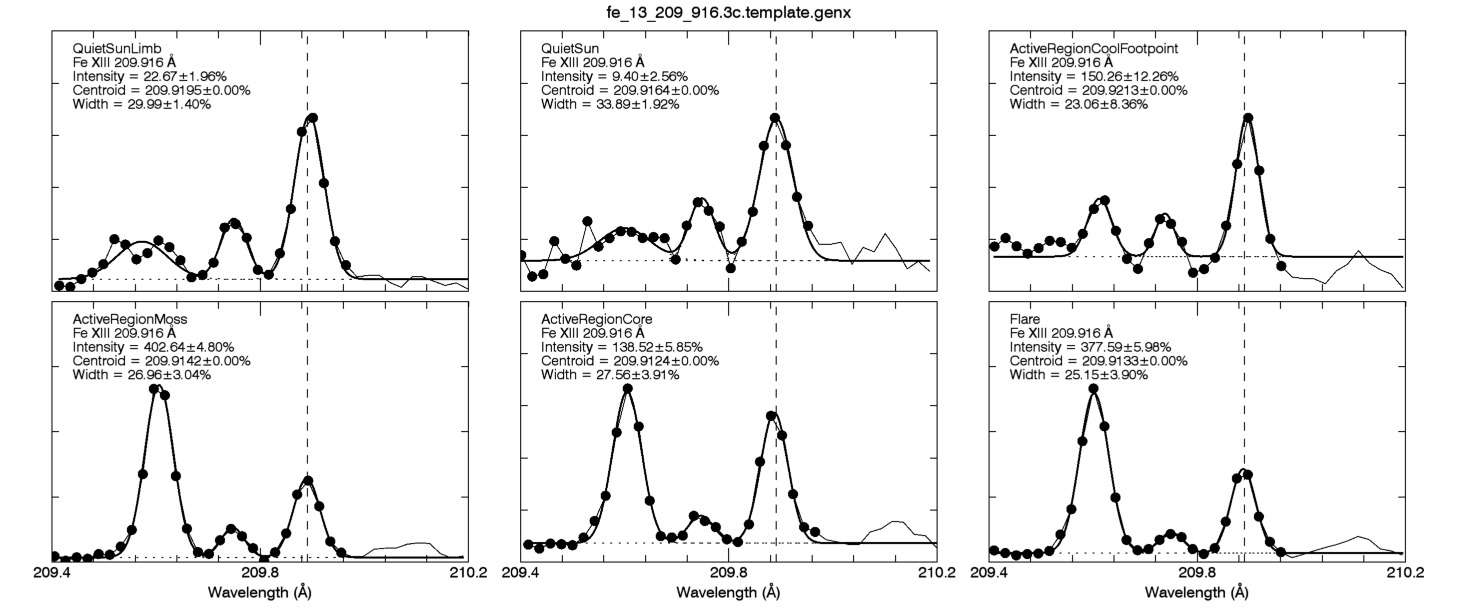 fe_13_209_916.3c.template.genx
QuietSunLimb
Fe XIII 209.916 Å
Intensity = 22.67±1.96%
Centroid = 209.9195±0.00%
Width = 29.99±1.40%
QuietSun
Fe XIII 209.916 Å
Intensity = 9.40±2.56%
Centroid = 209.9164±0.00%
Width = 33.89±1.92%
ActiveRegionCoolFootpoint
Fe XIII 209.916 Å
Intensity = 150.26±12.26%
Centroid = 209.9213±0.00%
Width = 23.06±8.36%
ActiveRegionMoss
Fe XIII 209.916 Å
Intensity = 402.64±4.80%
Centroid = 209.9142±0.00%
Width = 26.96±3.04%
ActiveRegionCore
Fe XIII 209.916 Å
Intensity = 138.52±5.85%
Centroid = 209.9124±0.00%
Width = 27.56±3.91%
Flare
Fe XIII 209.916 Å
Intensity = 377.59±5.98%
Centroid = 209.9133±0.00%
Width = 25.15±3.90%
209.4 209.8 210.2
Wavelength (Å)
209.4 209.8 210.2
Wavelength (Å)
209.4 209.8 210.2
Wavelength (Å)